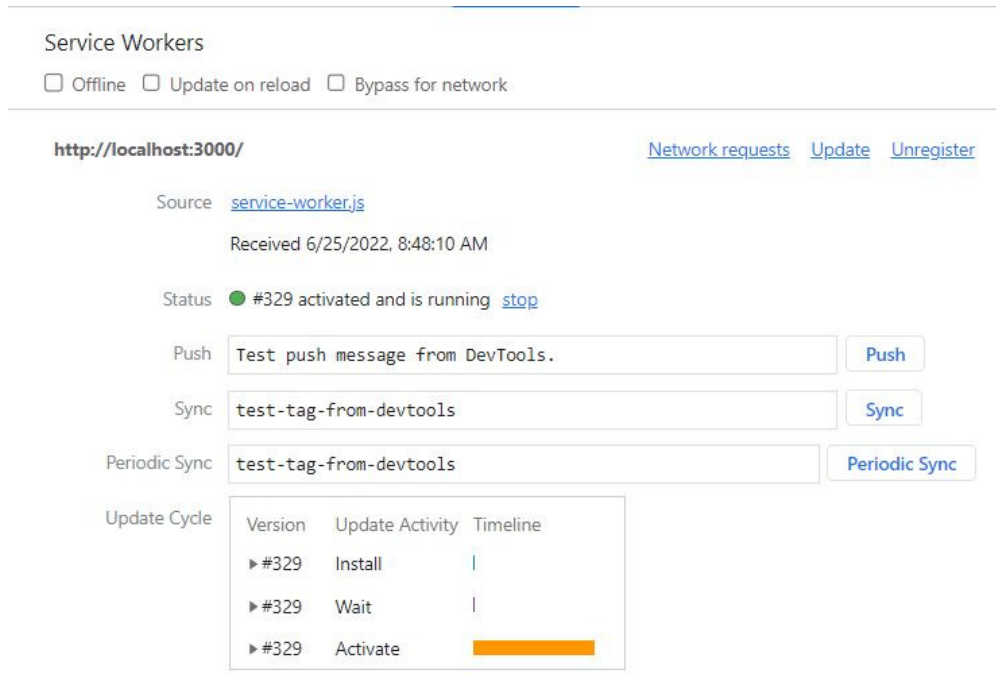 Service Workers
Offline Update on reload Bypass for network
http://localhost:3000/ Network requests Update Unregister
Source service-worker.js
Received 6/25/2022, 8:48:10 AM
Status #329 activated and is running stop
Push Test push message from DevTools. Push
Sync test-tag-from-devtools Sync
Periodic Sync test-tag-from-devtools Periodic Sync
Update Cycle Version Update Activity Timeline
#329 Install
#329 Wait
#329 Activate